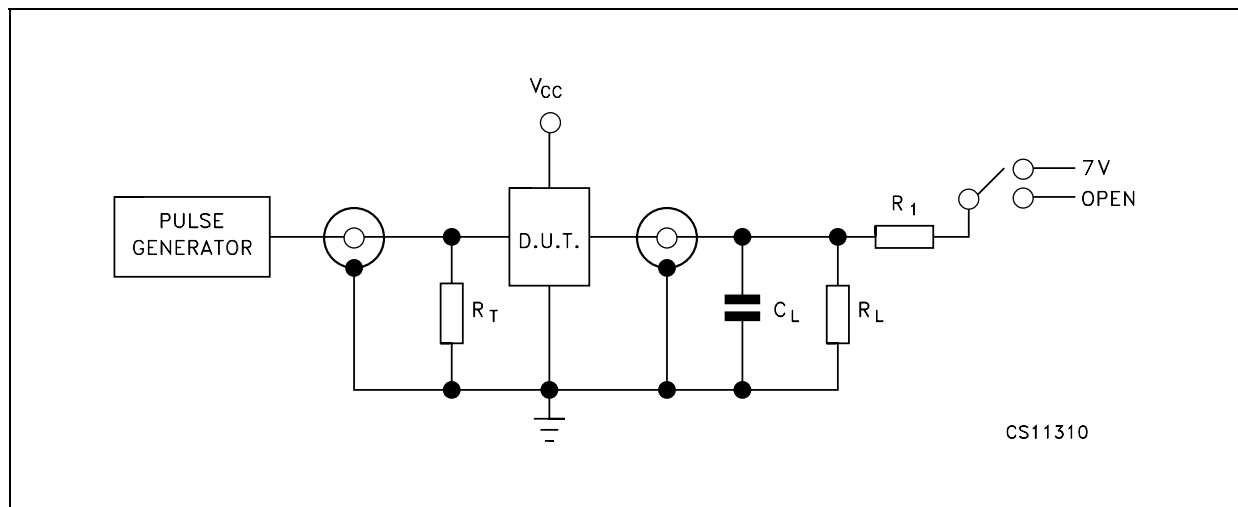 VCC
7V
OPEN
R1
PULSE
GENERATOR
D.U.T.
RT
CL
RL
CS11310